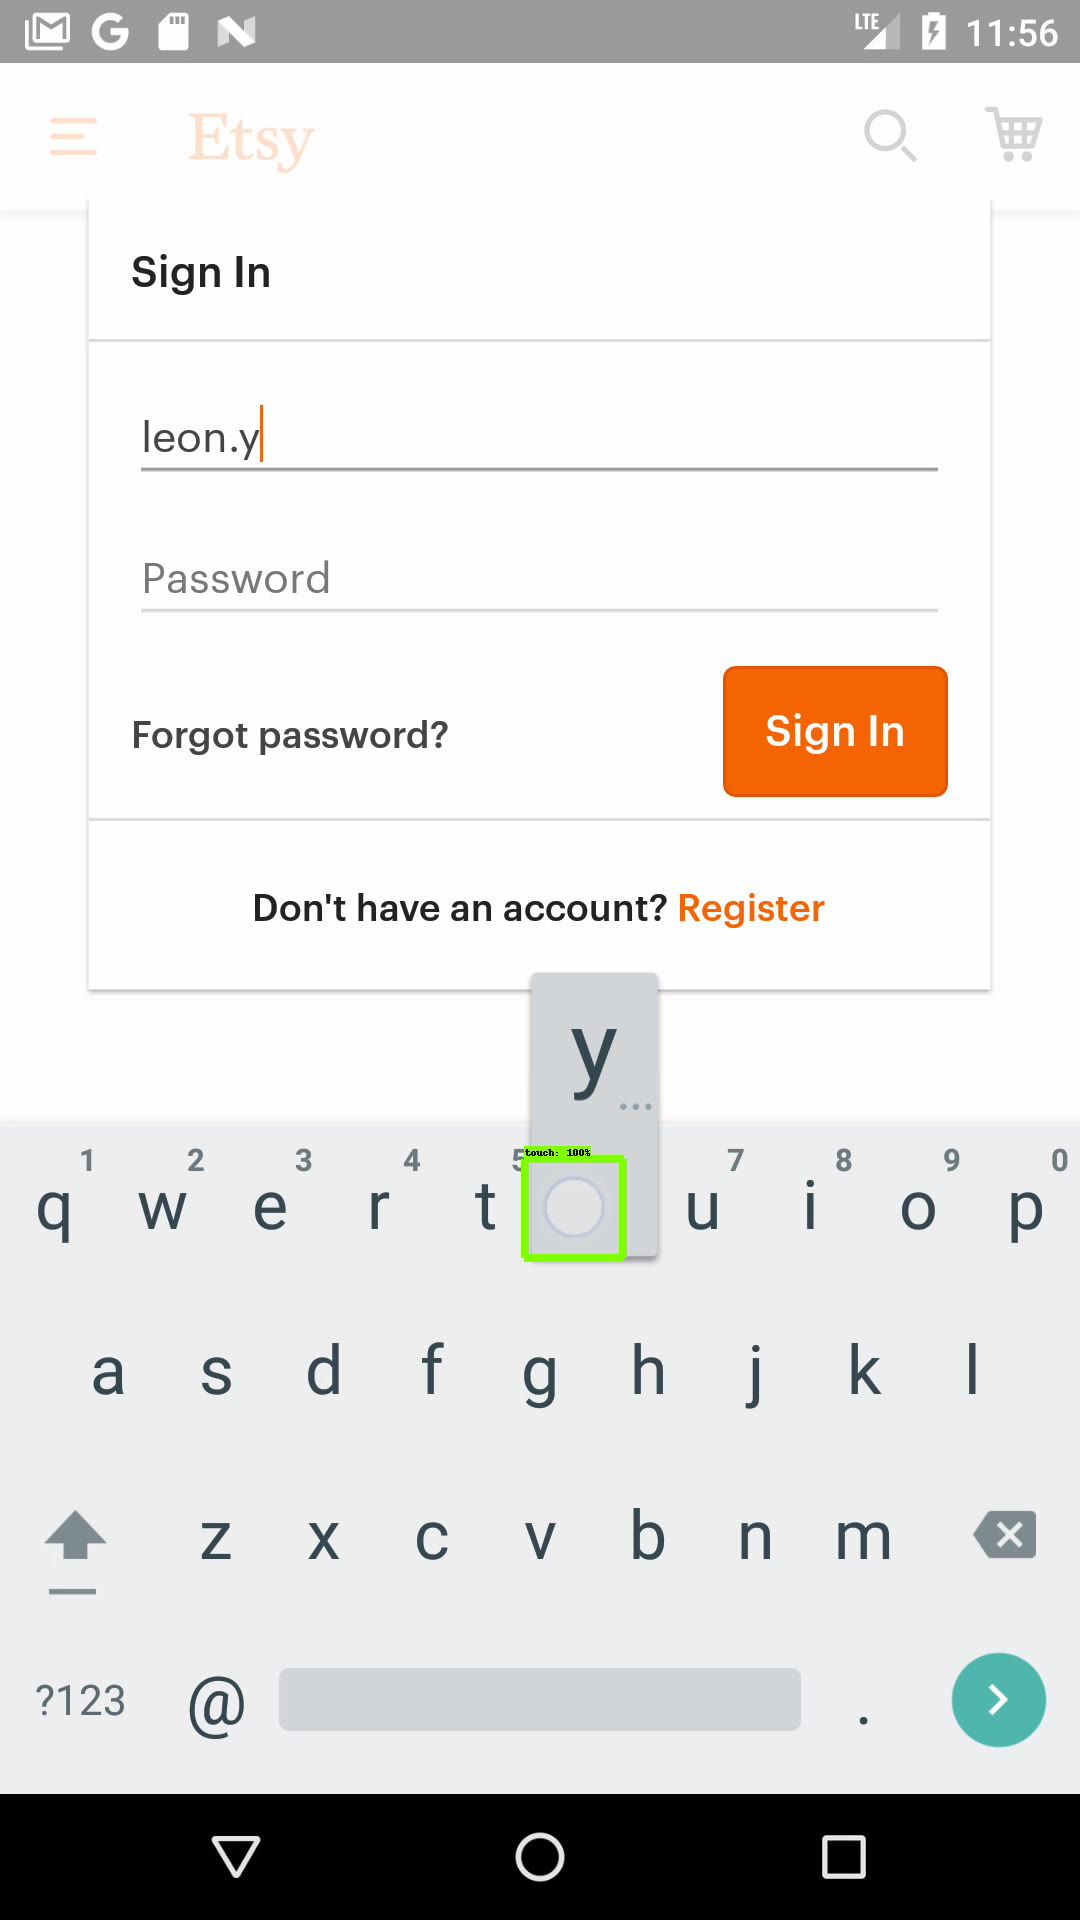 LTE 11:56
Etsy
Sign In
leon.y
Password
Forgot password?
Sign In
Don't have an account? Register
y
...
touch: 100%
1 2 3 4 5 7 8 9 0
q w e r t u i o p
a s d f g h j k l
z x c v b n m
?123 @ .